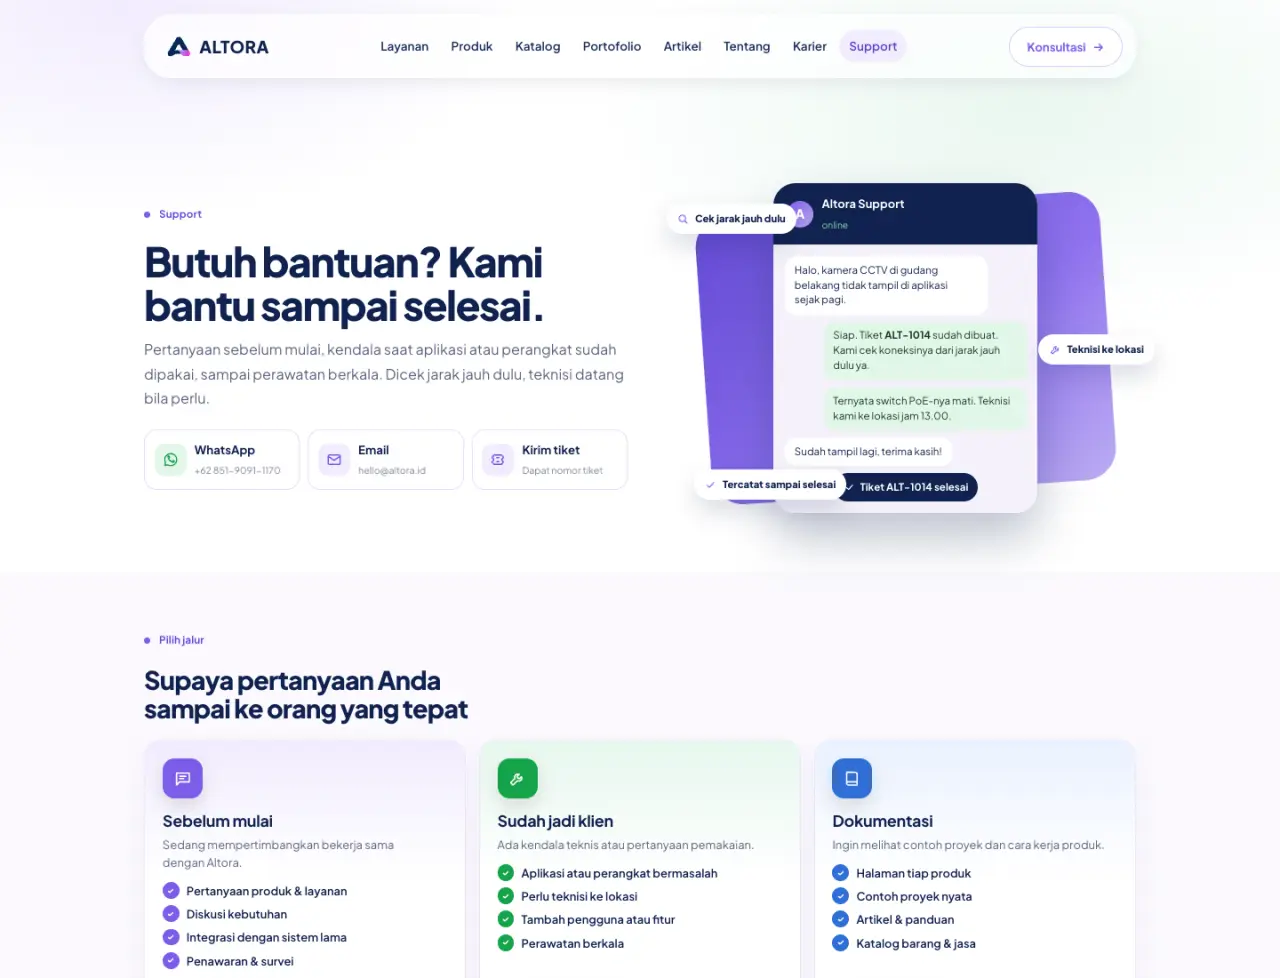 ALTORA
Layanan
Produk
Katalog
Portofolio
Artikel
Tentang
Karier
Support
Konsultasi
Support
Butuh bantuan? Kami
bantu sampai selesai.
Pertanyaan sebelum mulai, kendala saat aplikasi atau perangkat sudah
dipakai, sampai perawatan berkala. Dicek jarak jauh dulu, teknisi datang
bila perlu.
WhatsApp
+62 851-9091-1170
Email
hello@altora.id
Kirim tiket
Dapat nomor tiket
Cek jarak jauh dulu
A
Altora Support
online
Halo, kamera CCTV di gudang
belakang tidak tampil di aplikasi
sejak pagi.
Siap. Tiket ALT-1014 sudah dibuat.
Kami cek koneksinya dari jarak jauh
dulu ya.
Teknisi ke lokasi
Ternyata switch PoE-nya mati. Teknisi
kami ke lokasi jam 13.00.
Sudah tampil lagi, terima kasih!
Tercatat sampai selesai
Tiket ALT-1014 selesai
Pilih jalur
Supaya pertanyaan Anda
sampai ke orang yang tepat
Sebelum mulai
Sedang mempertimbangkan bekerja sama
dengan Altora.
Pertanyaan produk & layanan
Diskusi kebutuhan
Integrasi dengan sistem lama
Penawaran & survei
Sudah jadi klien
Ada kendala teknis atau pertanyaan pemakaian.
Aplikasi atau perangkat bermasalah
Perlu teknisi ke lokasi
Tambah pengguna atau fitur
Perawatan berkala
Dokumentasi
Ingin melihat contoh proyek dan cara kerja produk.
Halaman tiap produk
Contoh proyek nyata
Artikel & panduan
Katalog barang & jasa